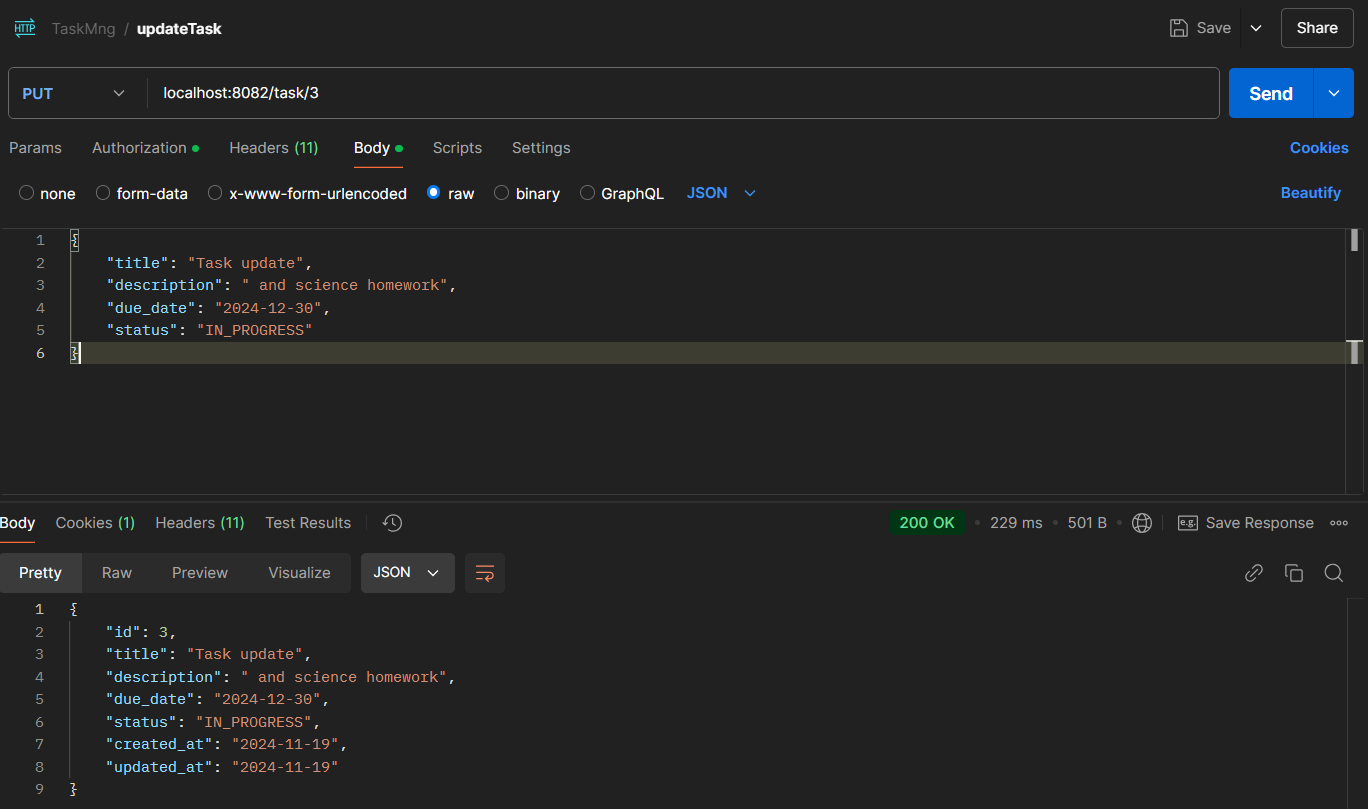 HTTP TaskMng / updateTask Save Share
PUT localhost:8082/task/3 Send
Params Authorization Headers (11) Body Scripts Settings Cookies
none form-data x-www-form-urlencoded raw binary GraphQL JSON Beautify
1 {
2 "title": "Task update",
3 "description": " and science homework",
4 "due_date": "2024-12-30",
5 "status": "IN_PROGRESS"
6 }
Body Cookies (1) Headers (11) Test Results 200 OK • 229 ms • 501 B • e.g. Save Response
Pretty Raw Preview Visualize JSON
1 {
2 "id": 3,
3 "title": "Task update",
4 "description": " and science homework",
5 "due_date": "2024-12-30",
6 "status": "IN_PROGRESS",
7 "created_at": "2024-11-19",
8 "updated_at": "2024-11-19"
9 }